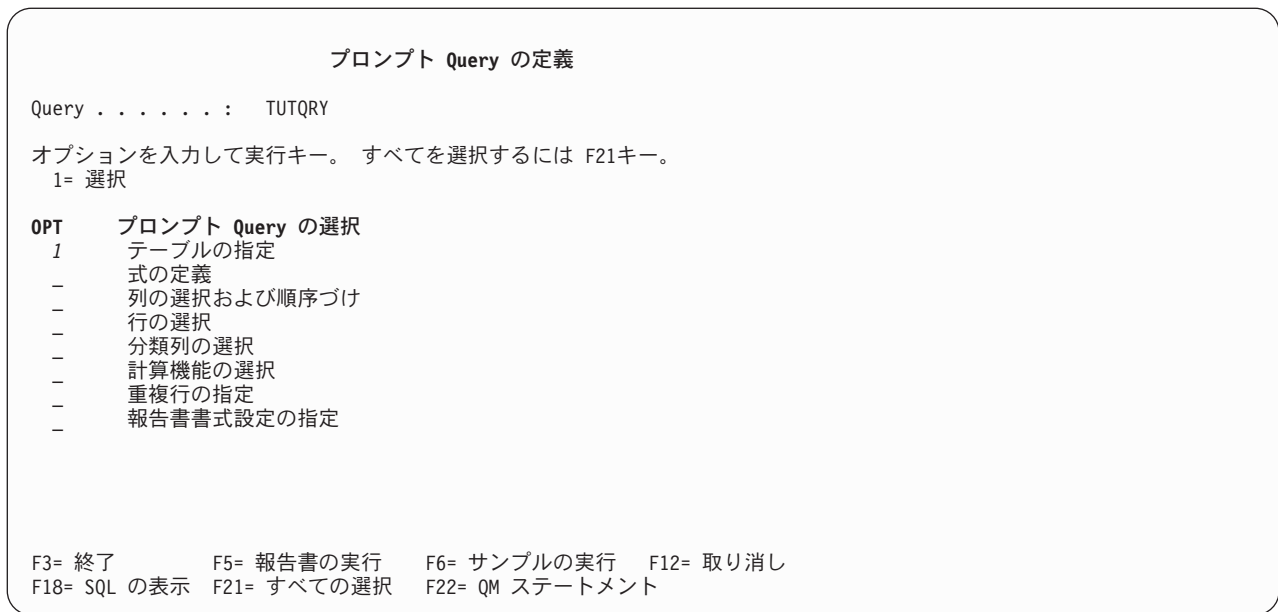 プロンプト Query の定義
Query . . . . . . :   TUTQRY
オプションを入力して実行キー。 すべてを選択するには F21キー。
1= 選択
OPT     プロンプト Query の選択
1     テーブルの指定
_     式の定義
_     列の選択および順序づけ
_     行の選択
_     分類列の選択
_     計算機能の選択
_     重複行の指定
_     報告書書式設定の指定
F3= 終了     F5= 報告書の実行     F6= サンプルの実行     F12= 取り消し
F18= SQL の表示  F21= すべての選択     F22= QM ステートメント